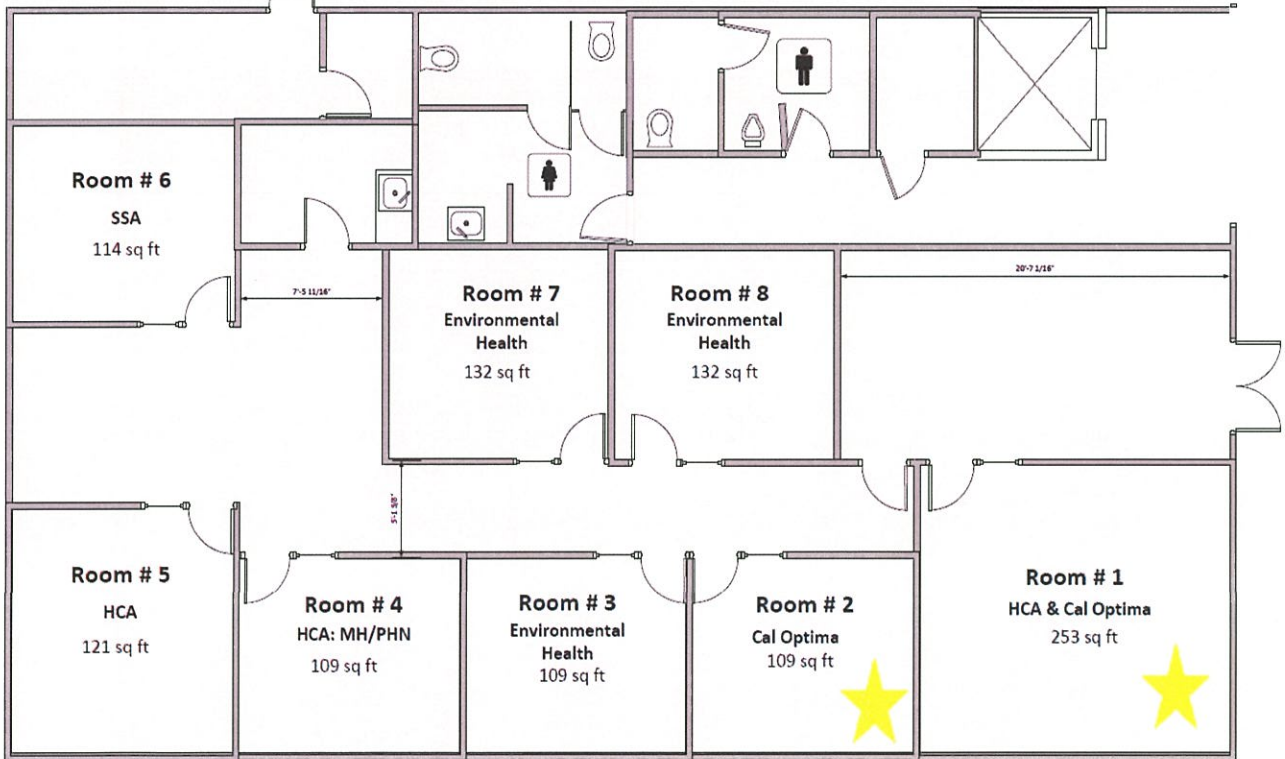 Room # 6
SSA
114 sq ft
7'-5 11/16"
Room # 7
Environmental
Health
132 sq ft
Room # 8
Environmental
Health
132 sq ft
20'-7 1/16"
5'-1 5/8"
Room # 5
HCA
121 sq ft
Room # 4
HCA: MH/PHN
109 sq ft
Room # 3
Environmental
Health
109 sq ft
Room # 2
Cal Optima
109 sq ft
Room # 1
HCA & Cal Optima
253 sq ft